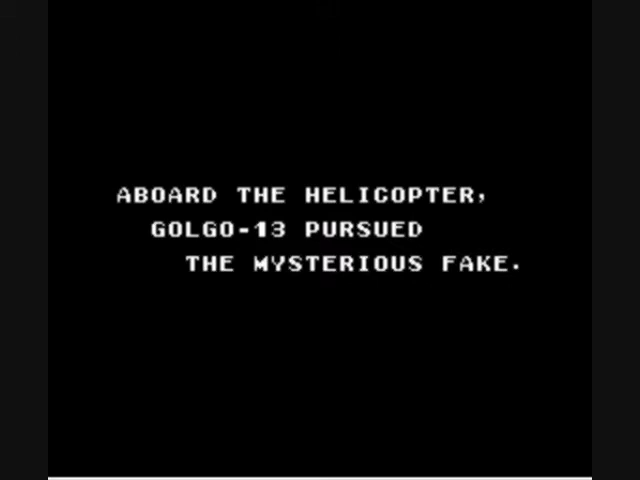 ABOARD THE HELICOPTER,
GOLGO-13 PURSUED
THE MYSTERIOUS FAKE.